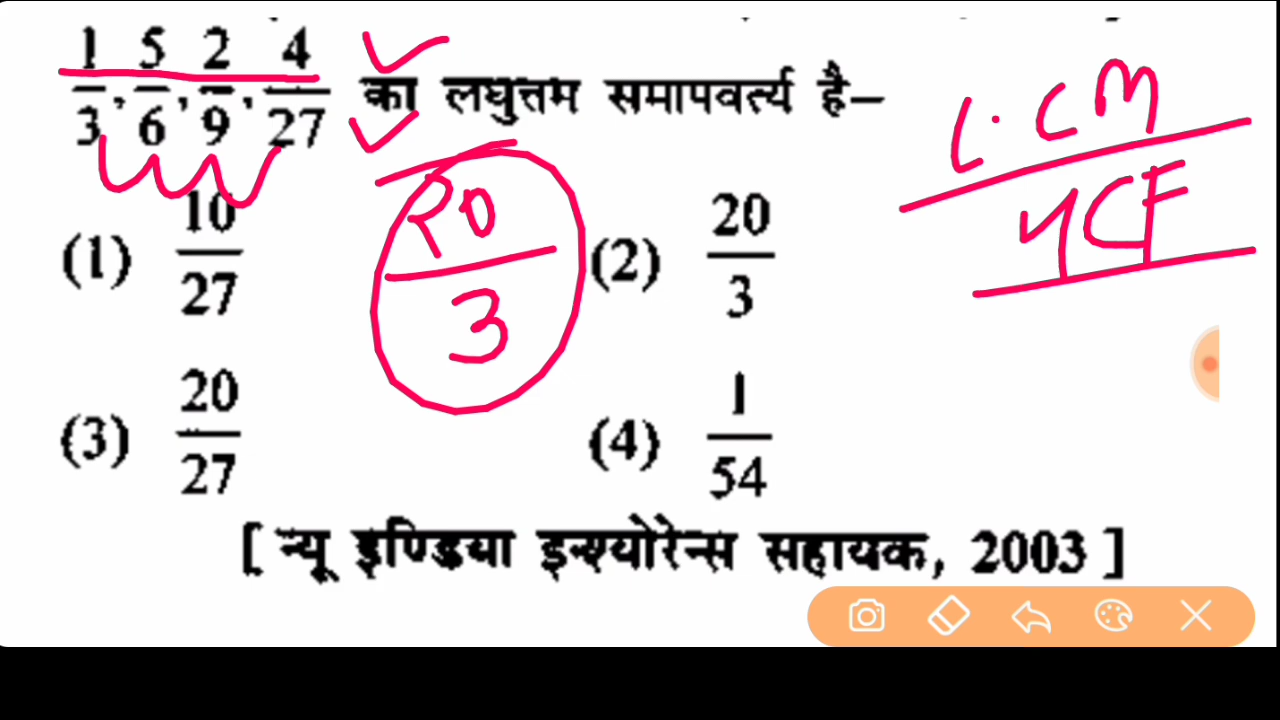 1/3, 5/6, 2/9, 4/27 का लघुत्तम समापवर्त्य है–
L.CM
HCF
20/3
(1) 10/27 (2) 20/3
(3) 20/27 (4) 1/54
[ न्यू इण्डिया इन्श्योरेन्स सहायक, 2003 ]